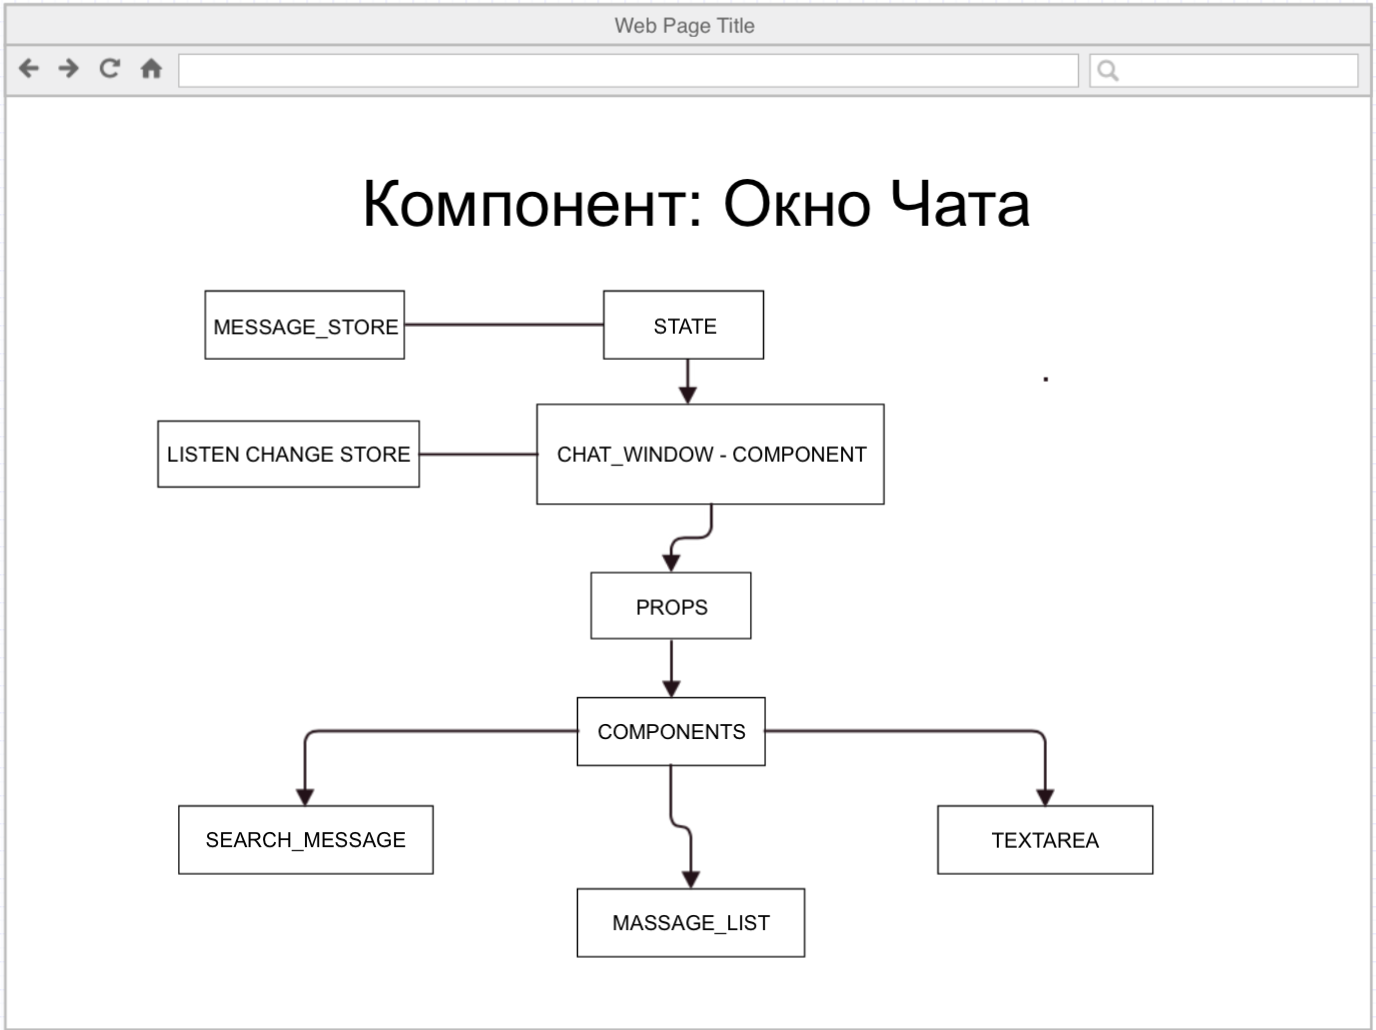 Web Page Title
Компонент: Окно Чата
MESSAGE_STORE
STATE
LISTEN CHANGE STORE
CHAT_WINDOW - COMPONENT
PROPS
COMPONENTS
SEARCH_MESSAGE
TEXTAREA
MASSAGE_LIST